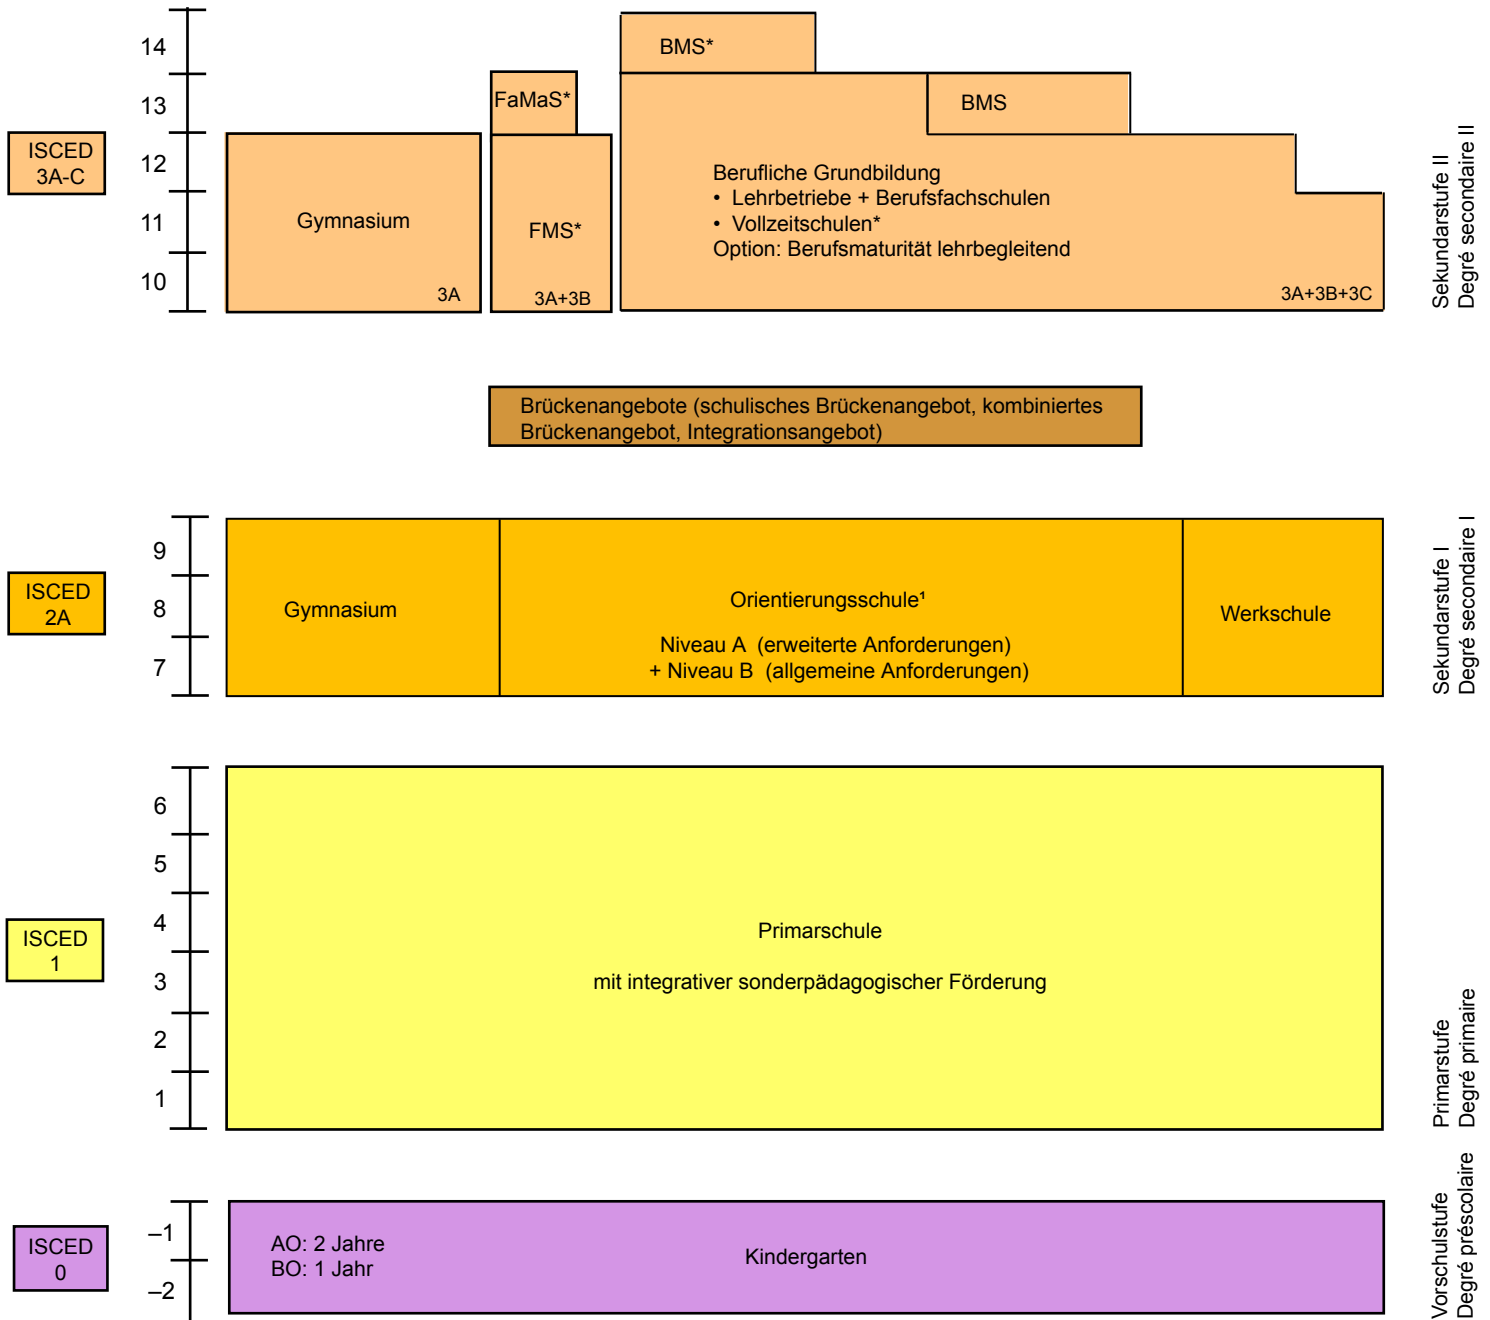 14
BMS*
13
FaMaS*
BMS
ISCED
3A-C
12
Berufliche Grundbildung
• Lehrbetriebe + Berufsfachschulen
11
Gymnasium
FMS*
• Vollzeitschulen*
Option: Berufsmaturität lehrbegleitend
10
3A
3A+3B
3A+3B+3C
Sekundarstufe II
Degré secondaire II
Brückenangebote (schulisches Brückenangebot, kombiniertes
Brückenangebot, Integrationsangebot)
9
ISCED
2A
8
Gymnasium
Orientierungsschule¹
Werkschule
Niveau A (erweiterte Anforderungen)
+ Niveau B (allgemeine Anforderungen)
7
Sekundarstufe I
Degré secondaire I
6
5
ISCED
1
4
Primarschule
3
mit integrativer sonderpädagogischer Förderung
2
1
Primarstufe
Degré primaire
–1
ISCED
0
AO: 2 Jahre
BO: 1 Jahr
Kindergarten
–2
Vorschulstufe
Degré préscolaire